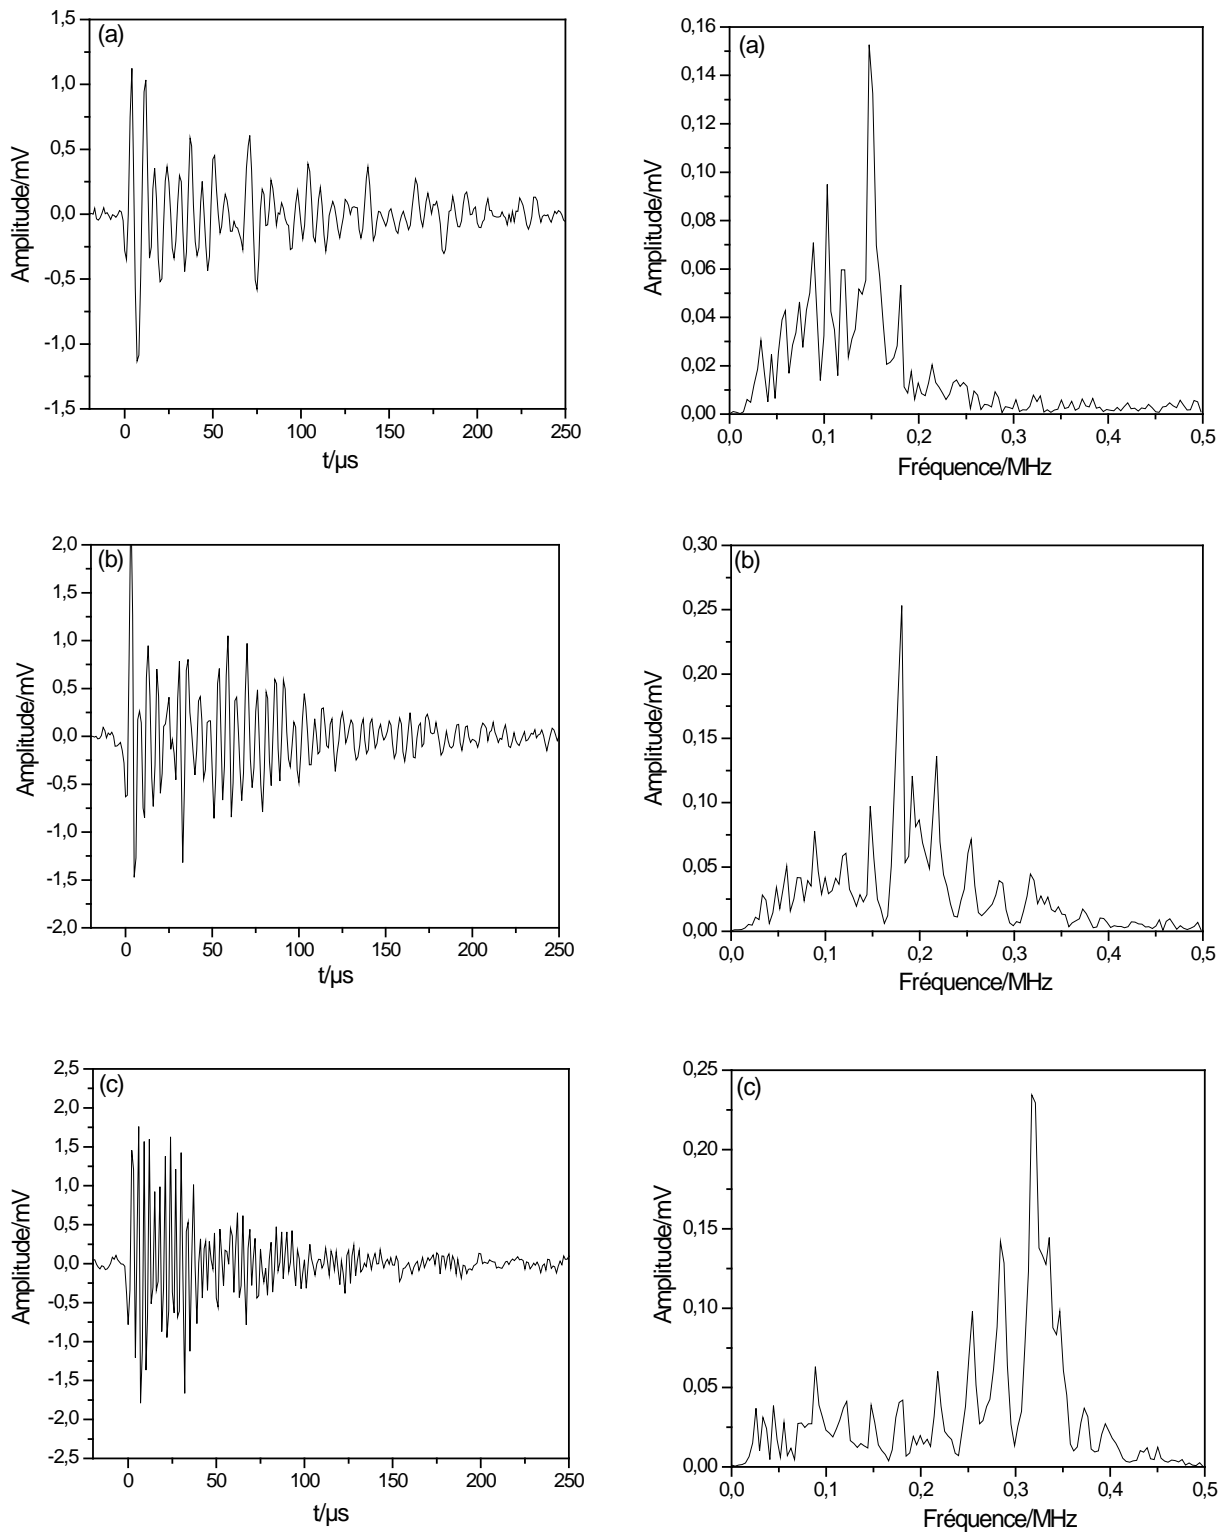 (a)
1,5
1,0
0,5
0,0
-0,5
-1,0
-1,5
Amplitude/mV
0 50 100 150 200 250
t/µs
(a)
0,16
0,14
0,12
0,10
0,08
0,06
0,04
0,02
0,00
Amplitude/mV
0,0 0,1 0,2 0,3 0,4 0,5
Fréquence/MHz
(b)
2,0
1,5
1,0
0,5
0,0
-0,5
-1,0
-1,5
-2,0
Amplitude/mV
0 50 100 150 200 250
t/µs
(b)
0,30
0,25
0,20
0,15
0,10
0,05
0,00
Amplitude/mV
0,0 0,1 0,2 0,3 0,4 0,5
Fréquence/MHz
(c)
2,5
2,0
1,5
1,0
0,5
0,0
-0,5
-1,0
-1,5
-2,0
-2,5
Amplitude/mV
0 50 100 150 200 250
t/µs
(c)
0,25
0,20
0,15
0,10
0,05
0,00
Amplitude/mV
0,0 0,1 0,2 0,3 0,4 0,5
Fréquence/MHz